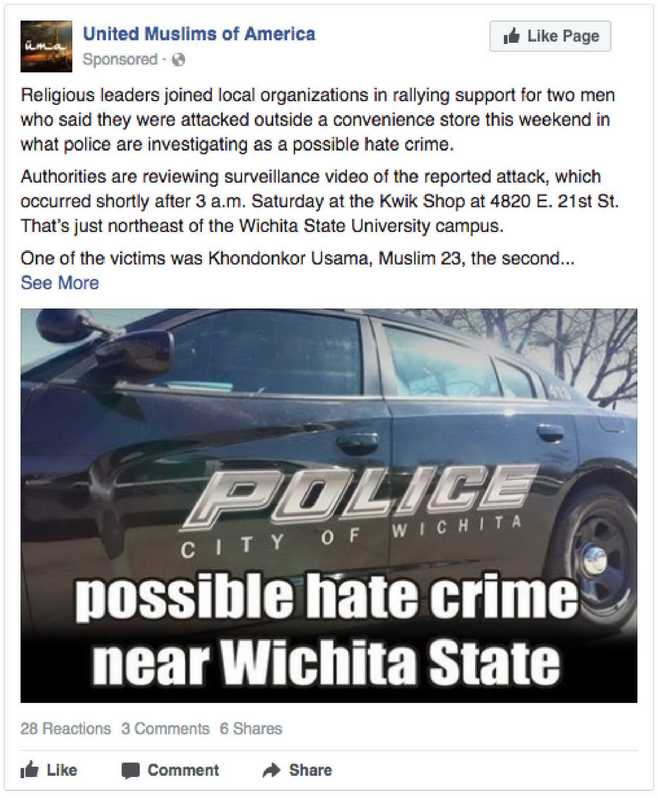 üma
United Muslims of America
Sponsored ·
Like Page
Religious leaders joined local organizations in rallying support for two men
who said they were attacked outside a convenience store this weekend in
what police are investigating as a possible hate crime.
Authorities are reviewing surveillance video of the reported attack, which
occurred shortly after 3 a.m. Saturday at the Kwik Shop at 4820 E. 21st St.
That's just northeast of the Wichita State University campus.
One of the victims was Khondonkor Usama, Muslim 23, the second...
See More
POLICE
CITY OF WICHITA
possible hate crime
near Wichita State
28 Reactions 3 Comments 6 Shares
Like Comment Share